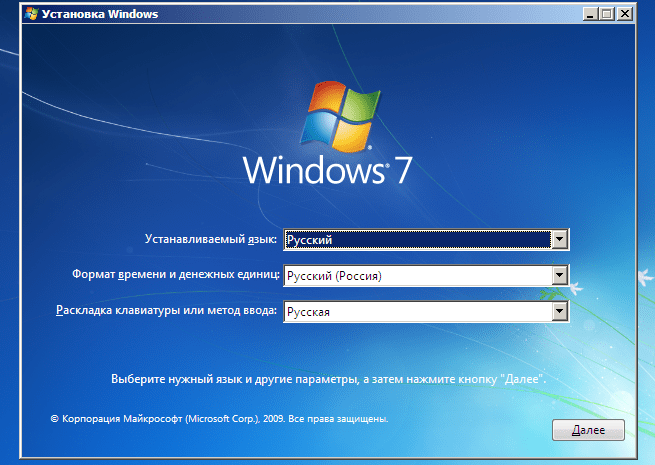 Установка Windows
Windows® 7
Устанавливаемый язык: Русский
Формат времени и денежных единиц: Русский (Россия)
Раскладка клавиатуры или метод ввода: Русская
Выберите нужный язык и другие параметры, а затем нажмите кнопку "Далее".
© Корпорация Майкрософт (Microsoft Corp.), 2009. Все права защищены.
Далее